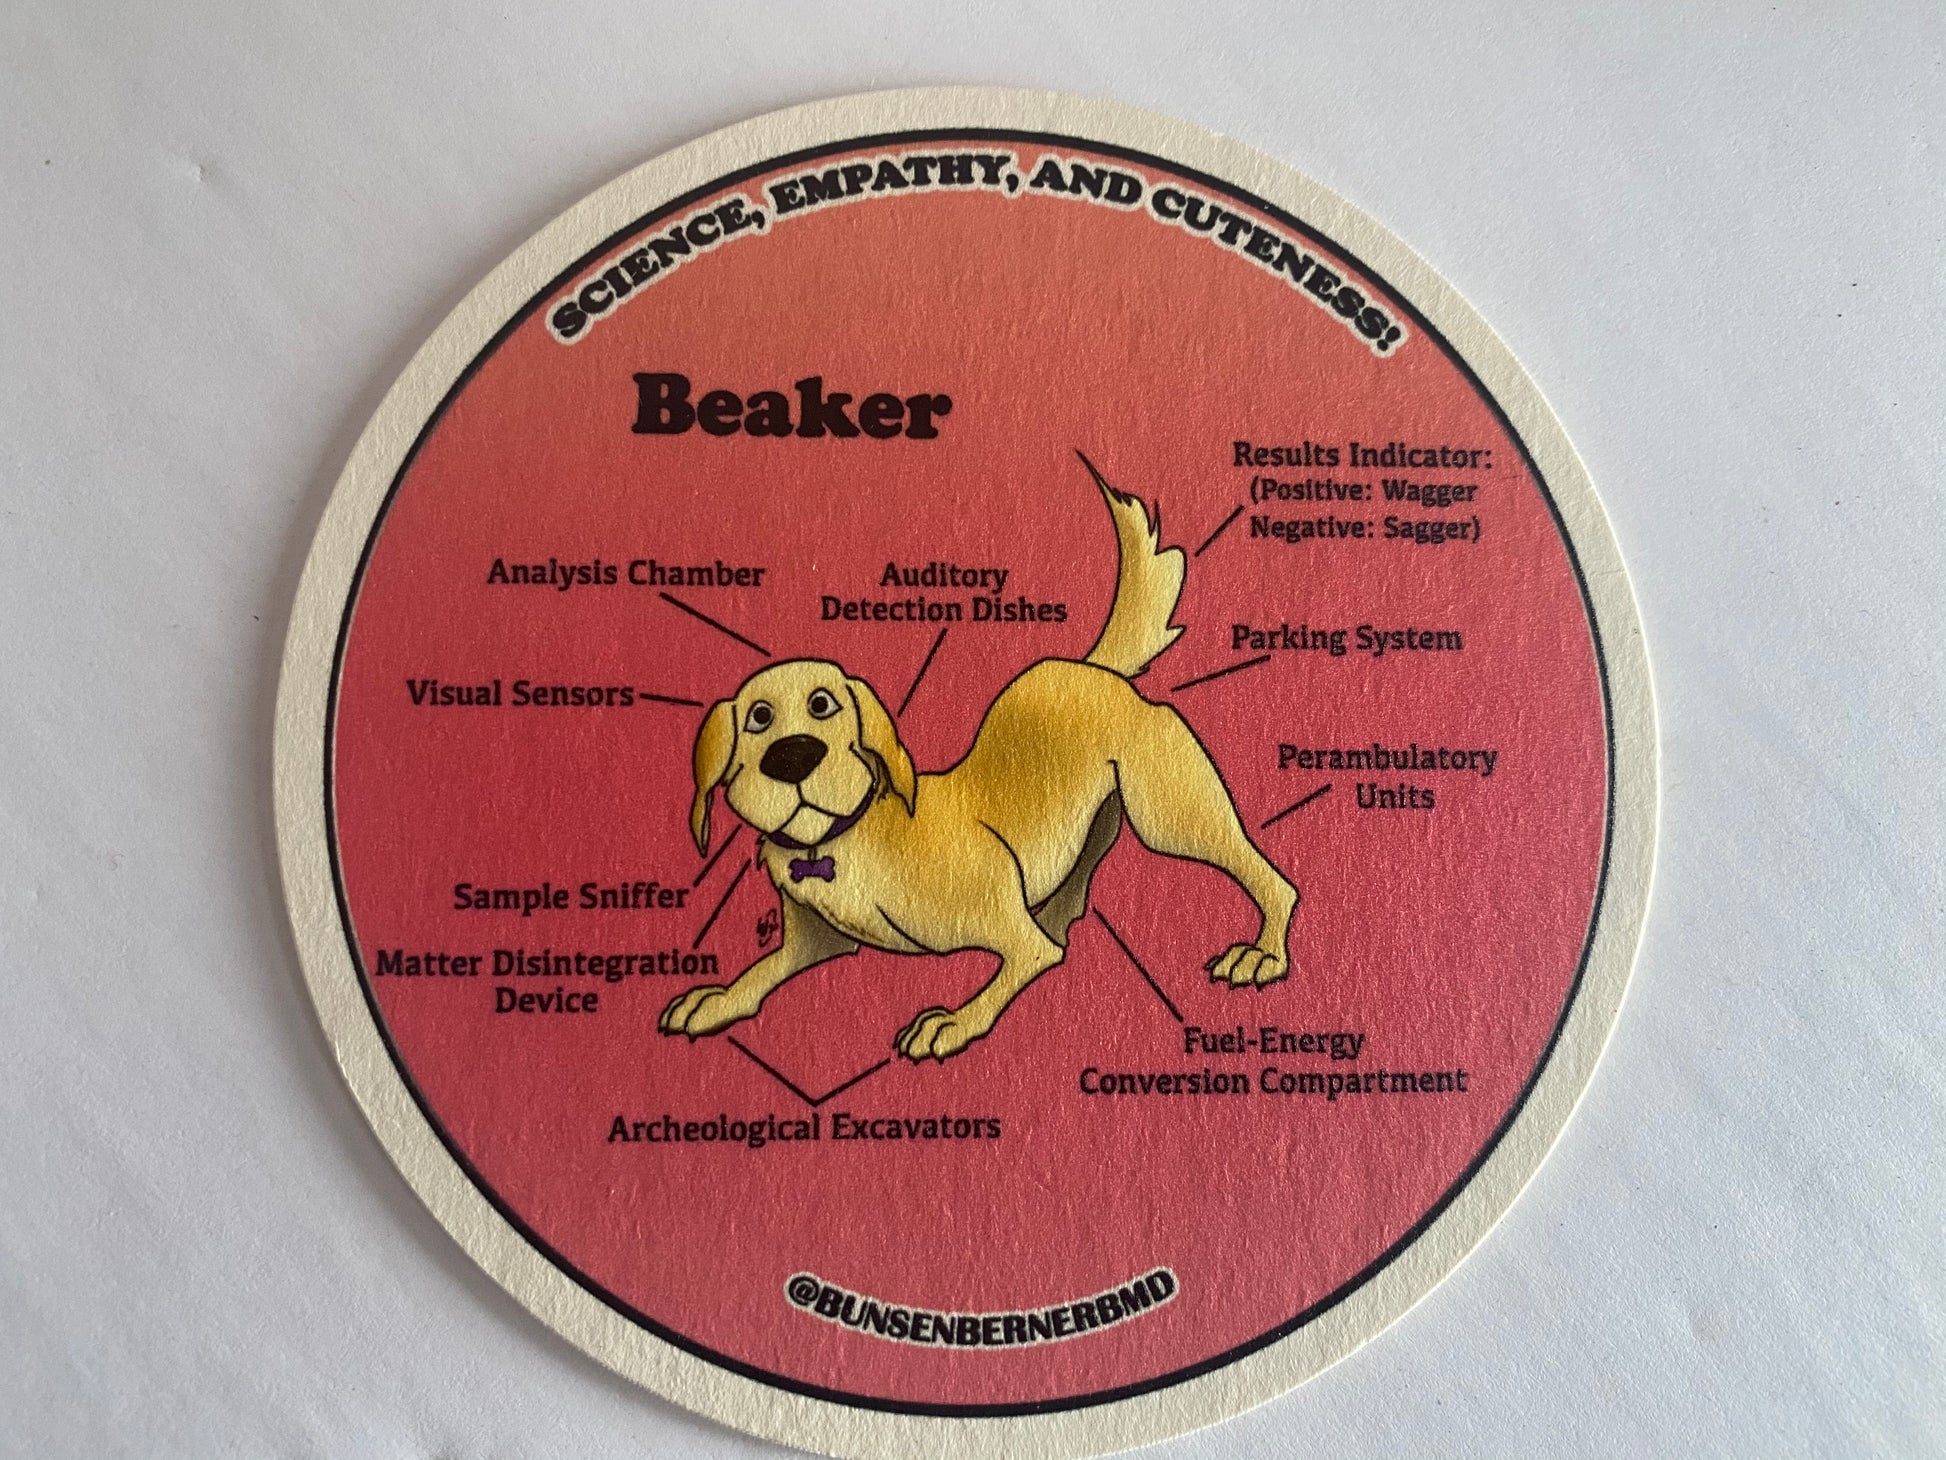 SCIENCE, EMPATHY, AND CUTENESS!
Beaker
Results Indicator:
(Positive: Wagger
Negative: Sagger)
Analysis Chamber
Auditory
Detection Dishes
Parking System
Visual Sensors
Perambulatory
Units
Sample Sniffer
Matter Disintegration
Device
Fuel-Energy
Conversion Compartment
Archeological Excavators
@BUNSENBERNERBMD